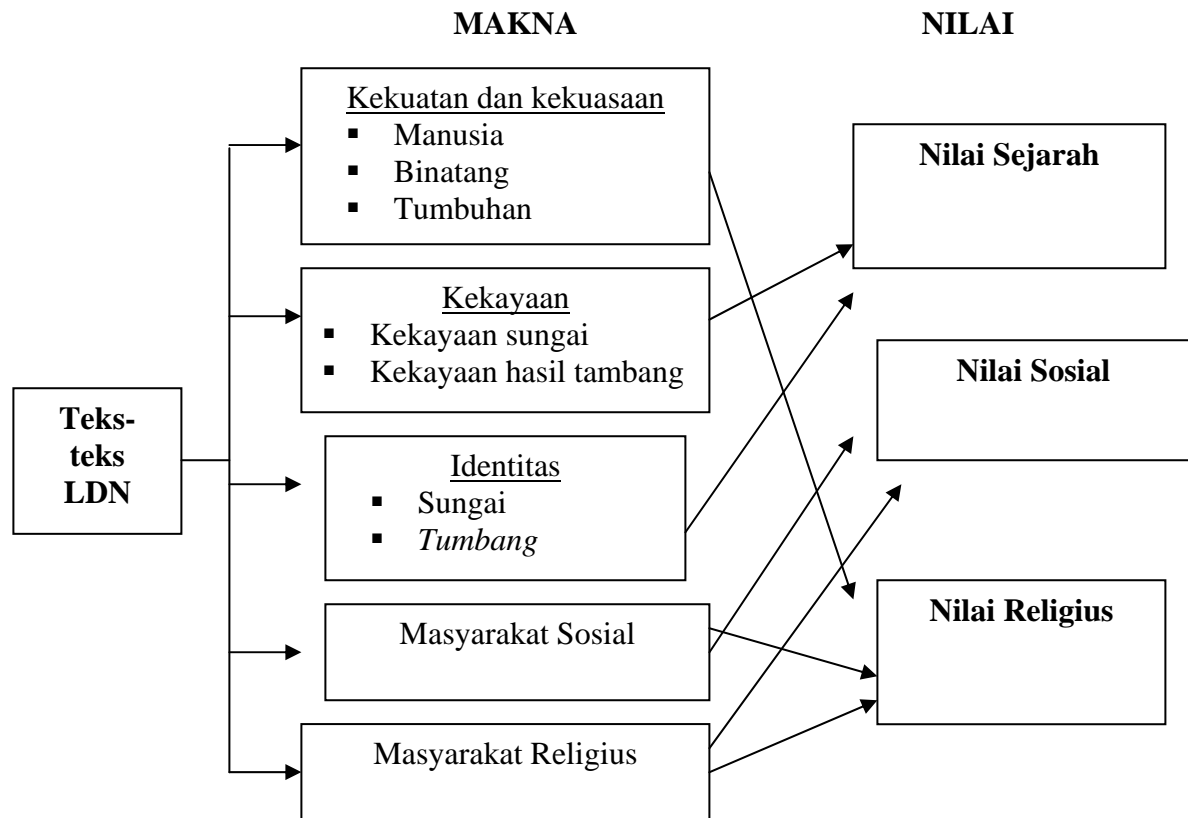 MAKNA
NILAI
Kekuatan dan kekuasaan
▪ Manusia
▪ Binatang
▪ Tumbuhan
Nilai Sejarah
Kekayaan
▪ Kekayaan sungai
▪ Kekayaan hasil tambang
Nilai Sosial
Teks-
teks
LDN
Identitas
▪ Sungai
▪ Tumbang
Nilai Religius
Masyarakat Sosial
Masyarakat Religius